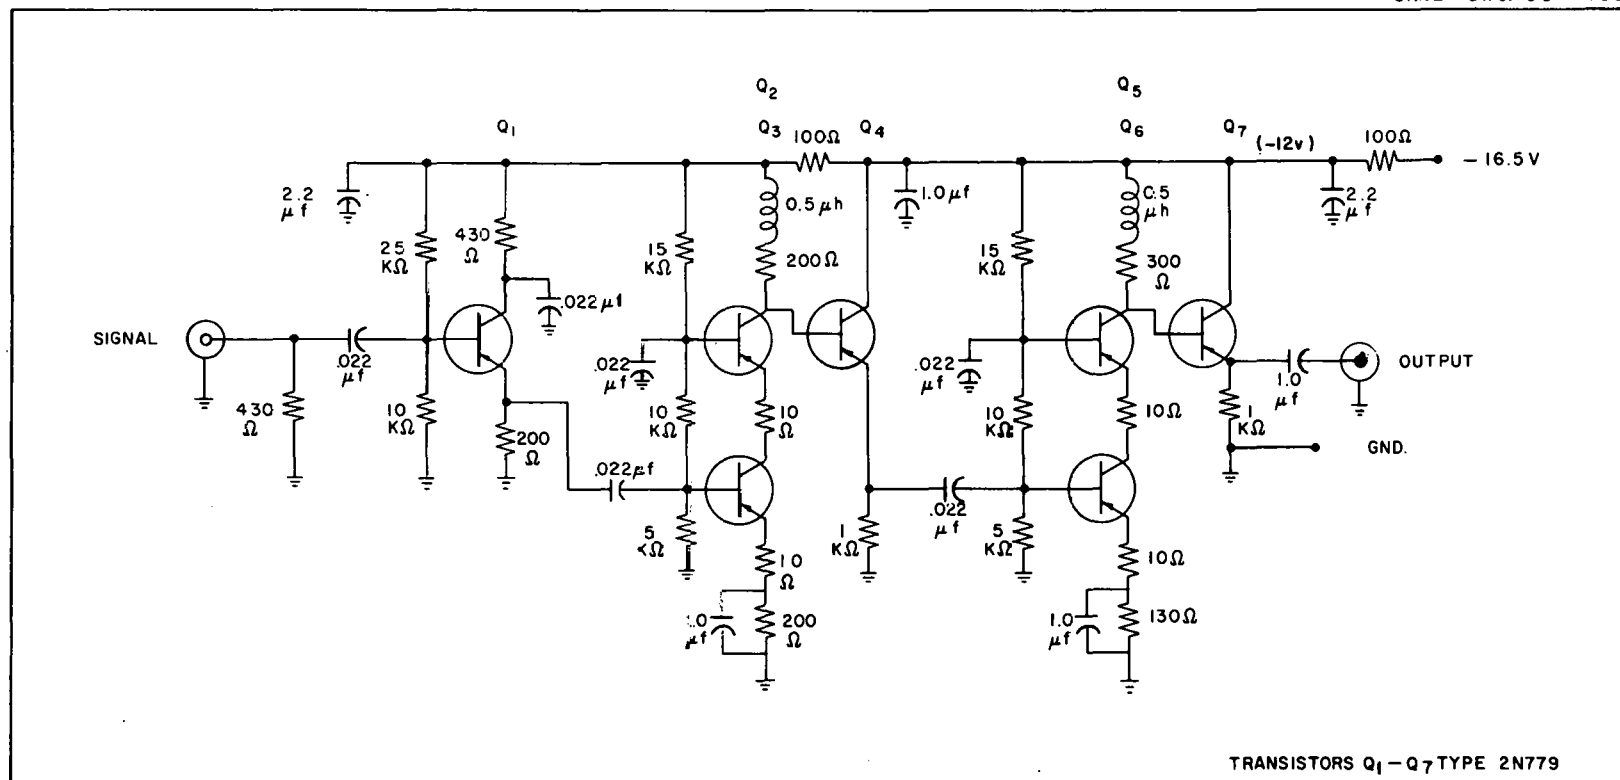 Q2
Q5
Q1
Q3
100Ω
Q4
Q6
Q7
(-12v)
100Ω
-16.5V
2.2
μf
25
KΩ
430
Ω
.022μf
15
KΩ
0.5μh
200Ω
1.0μf
15
KΩ
0.5
μh
300
Ω
2.2
μf
SIGNAL
.022
μf
430
Ω
10
KΩ
200
Ω
.022
μf
10
KΩ
10
Ω
.022μf
5
KΩ
10
Ω
.0
μf
200
Ω
1
KΩ
.022
μf
.022
μf
10
KΩ
10Ω
5
KΩ
10Ω
1.0
μf
130Ω
1.0
μf
1
KΩ
OUTPUT
GND.
TRANSISTORS Q1-Q7 TYPE 2N779